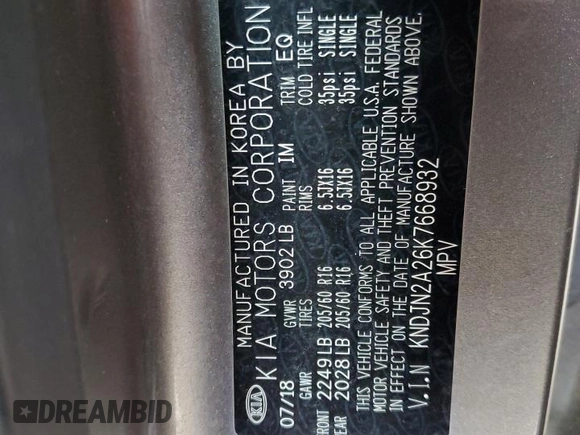 KIA
MANUFACTURED IN KOREA BY
KIA MOTORS CORPORATION
07/18 GVWR 3902 LB PAINT IM TRIM EQ
GAWR TIRES RIMS COLD TIRE INFL
FRONT 2249 LB 205/60 R16 6.5JX16 35psi SINGLE
REAR 2028 LB 205/60 R16 6.5JX16 35psi SINGLE
THIS VEHICLE CONFORMS TO ALL APPLICABLE U.S.A. FEDERAL
MOTOR VEHICLE SAFETY AND THEFT PREVENTION STANDARDS
IN EFFECT ON THE DATE OF MANUFACTURE SHOWN ABOVE.
V.I.N KNDJN2A26K7668932
MPV
DREAMBID